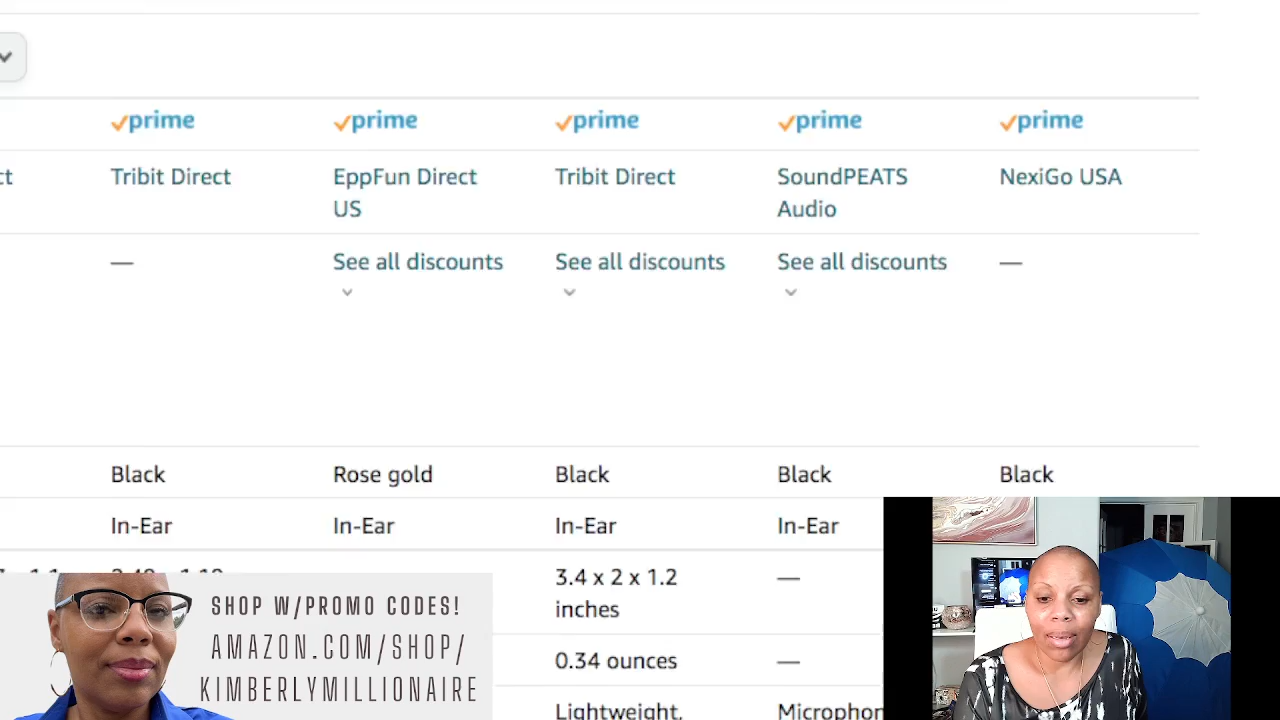 prime prime prime prime prime
ct Tribit Direct EppFun Direct Tribit Direct SoundPEATS NexiGo USA
US Audio
— See all discounts See all discounts See all discounts —
Black Rose gold Black Black Black
In-Ear In-Ear In-Ear In-Ear
3.4 x 2 x 1.2 —
inches
0.34 ounces —
Lightweight, Microphon
SHOP W/PROMO CODES!
AMAZON.COM/SHOP/
KIMBERLYMILLIONAIRE